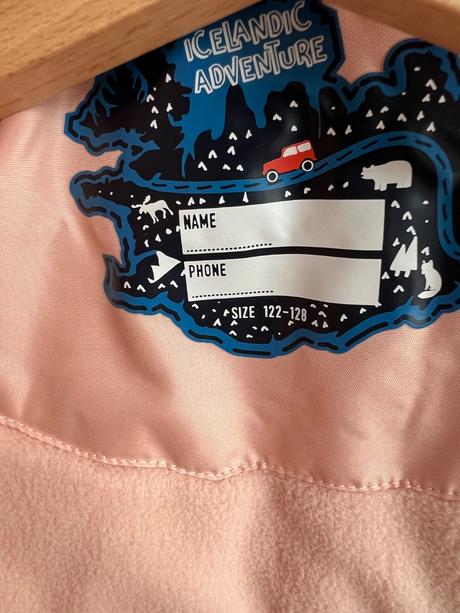 ICELANDIC
ADVENTURE
NAME
PHONE
SIZE 122-128